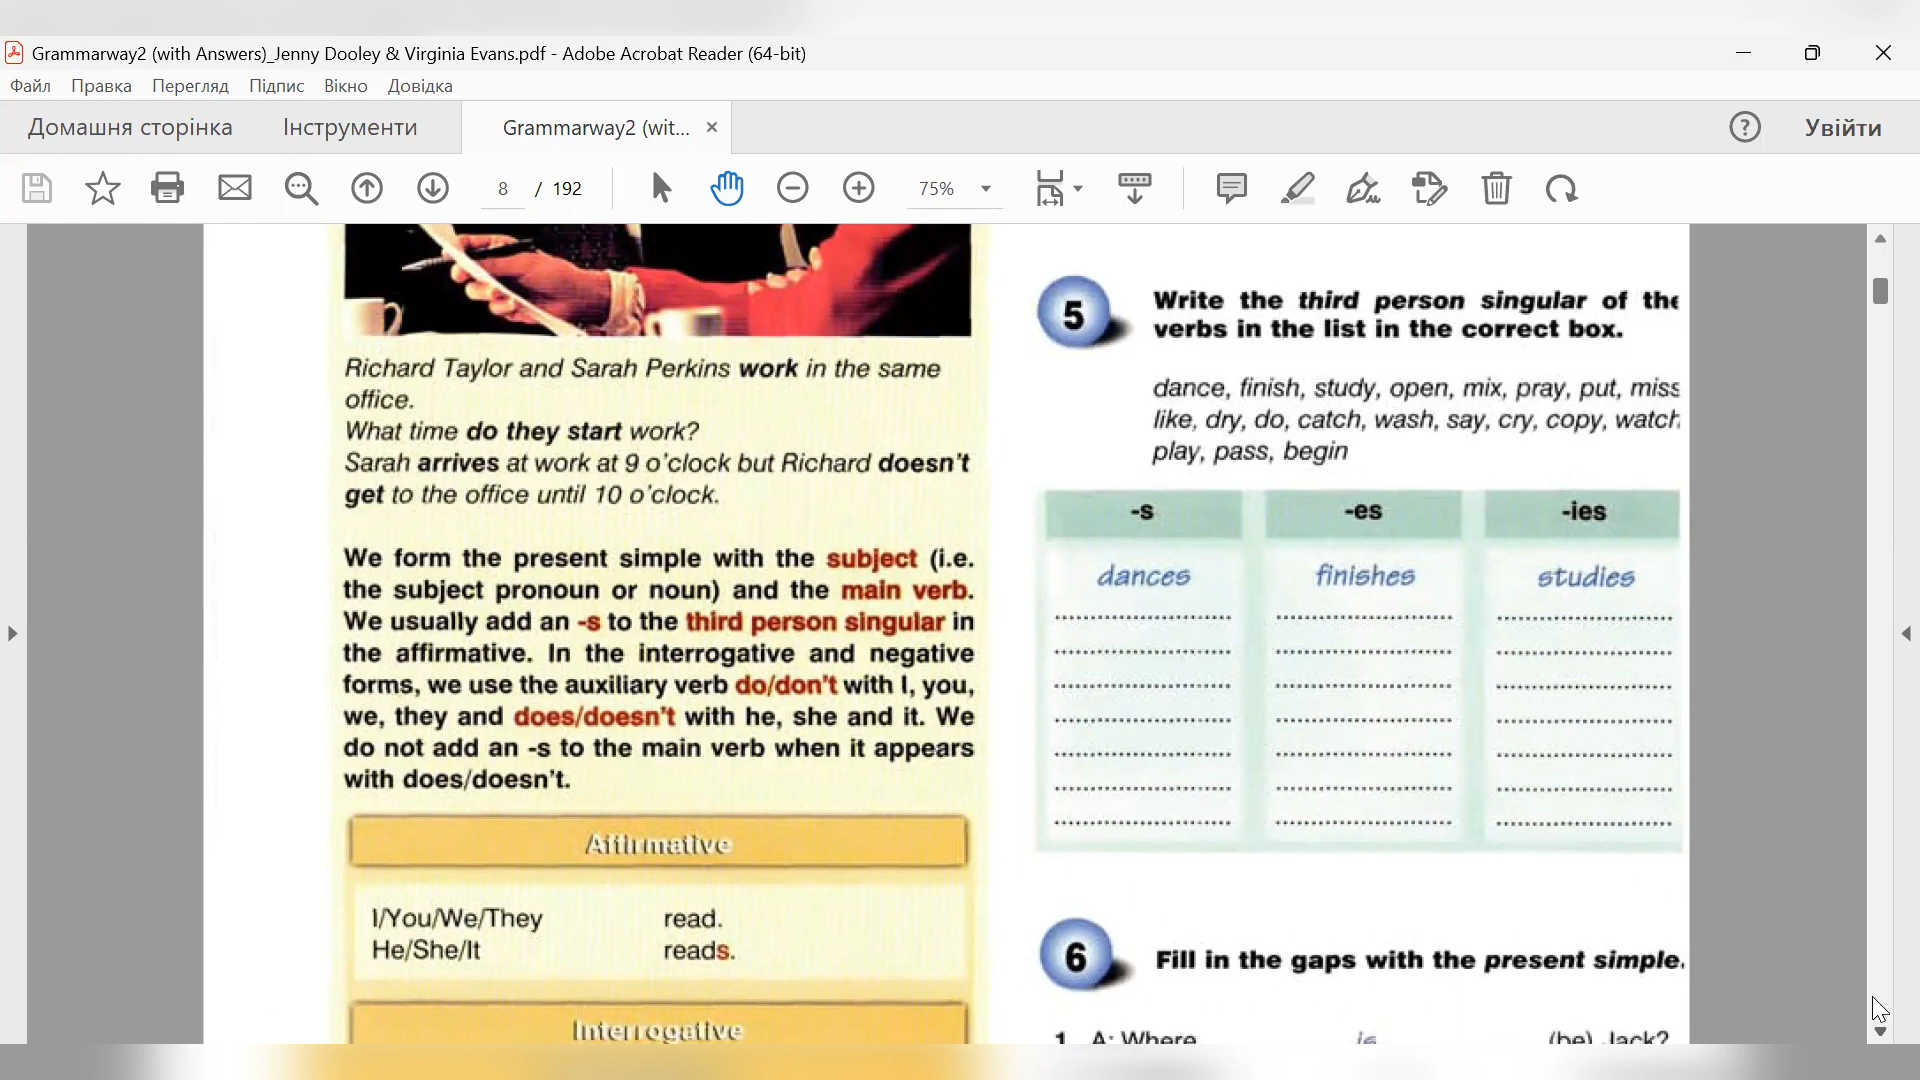 Grammarway2 (with Answers)_Jenny Dooley & Virginia Evans.pdf - Adobe Acrobat Reader (64-bit)
Файл Правка Перегляд Підпис Вікно Довідка
Домашня сторінка Інструменти Grammarway2 (wit... × Увійти
8 / 192 75%
Richard Taylor and Sarah Perkins work in the same
office.
What time do they start work?
Sarah arrives at work at 9 o'clock but Richard doesn't
get to the office until 10 o'clock.
We form the present simple with the subject (i.e.
the subject pronoun or noun) and the main verb.
We usually add an -s to the third person singular in
the affirmative. In the interrogative and negative
forms, we use the auxiliary verb do/don't with I, you,
we, they and does/doesn't with he, she and it. We
do not add an -s to the main verb when it appears
with does/doesn't.
Affirmative
I/You/We/They read.
He/She/It reads.
Interrogative
5 Write the third person singular of the
verbs in the list in the correct box.
dance, finish, study, open, mix, pray, put, miss
like, dry, do, catch, wash, say, cry, copy, watch
play, pass, begin
-s -es -ies
dances finishes studies
6 Fill in the gaps with the present simple.
1 A: Where is (be) Jack?